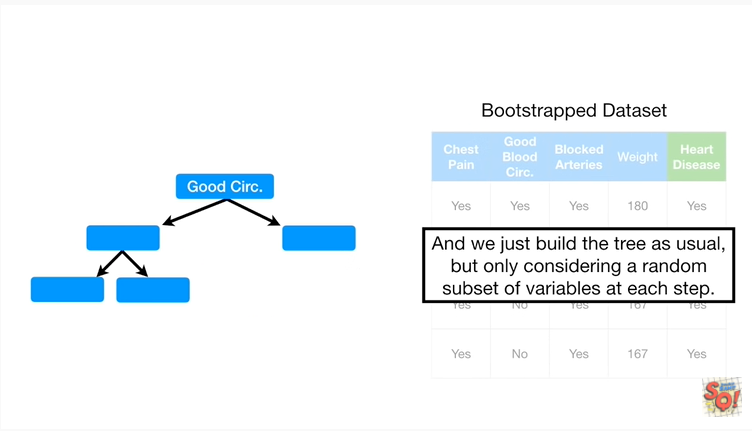 Bootstrapped Dataset
Chest Pain Good Blood Circ. Blocked Arteries Weight Heart Disease
Yes Yes Yes 180 Yes
Good Circ.
And we just build the tree as usual,
but only considering a random
subset of variables at each step.
Yes No Yes 167 Yes
Yes No Yes 167 Yes
SQ!